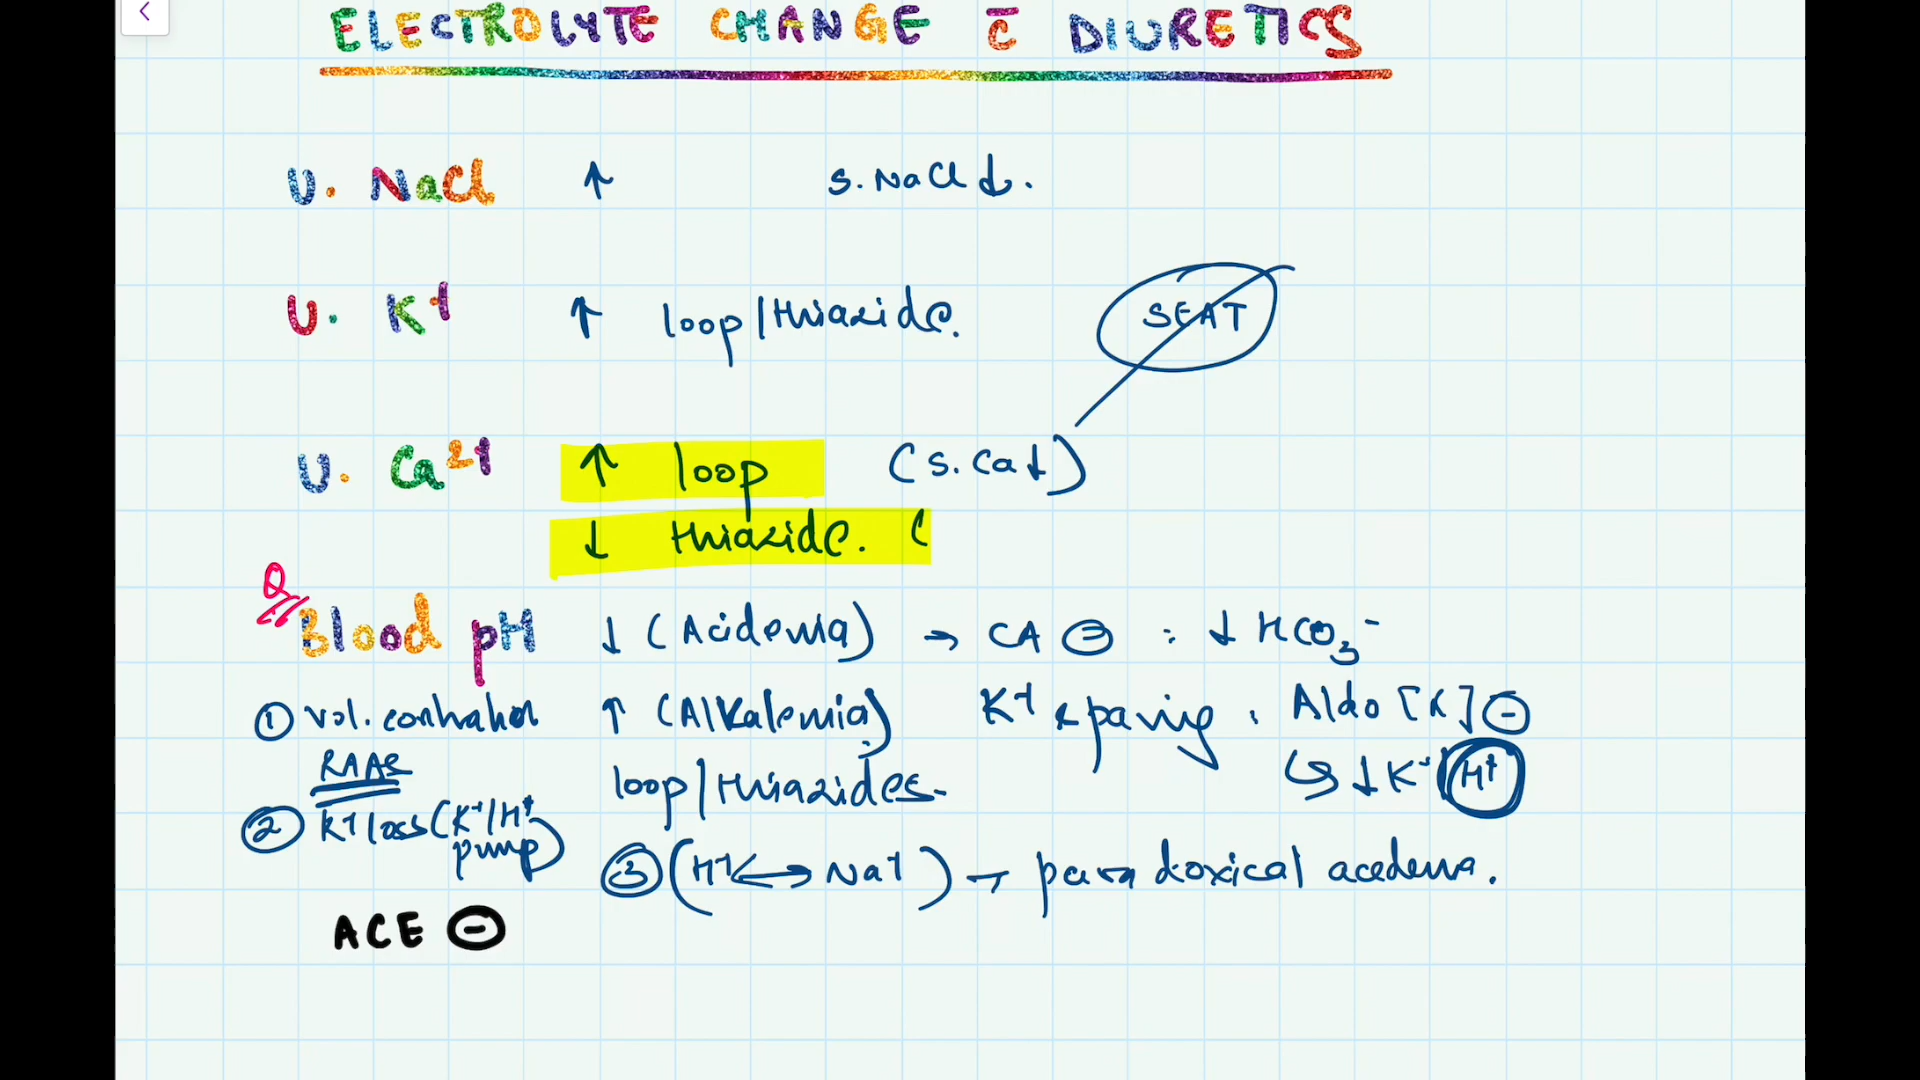 ELECTROLYTE CHANGE c̄ DIURETICS
U. NaCl ↑ S. NaCl ↓.
U. K+ ↑ loop/thiazide. SEAT
U. Ca2+ ↑ loop (S. Ca↓)
↓ thiazide. (
Q
Blood pH ↓ (Acidemia) → CA ⊖ : ↓ HCO3-
① vol. contraction ↑ (Alkalemia) K+ sparing : Aldo [R] ⊖
RAAS loop/thiazides. ↳ ↓ K+/H+
② K+ loss (K+/H+ pump)
③ (H+ ↔ Na+) → paradoxical
ACE ⊖